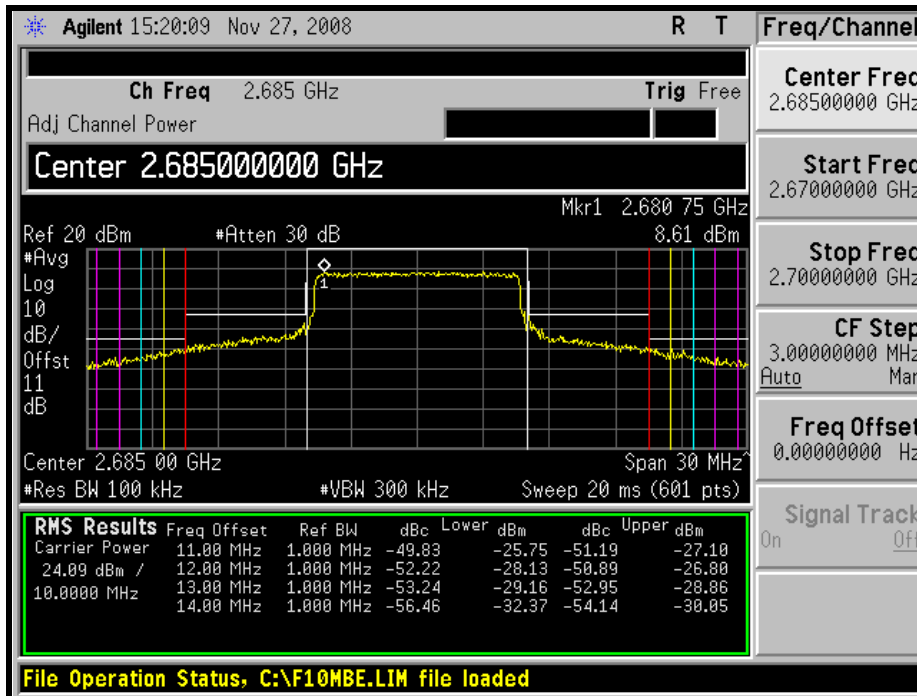 Agilent 15:20:09 Nov 27, 2008 R T
Freq/Channel
Ch Freq 2.685 GHz Trig Free
Adj Channel Power
Center 2.685000000 GHz
Mkr1 2.680 75 GHz
Ref 20 dBm #Atten 30 dB 8.61 dBm
#Avg
Log
10
dB/
Offst
11
dB
1
Center 2.685 00 GHz Span 30 MHz^
#Res BW 100 kHz #VBW 300 kHz Sweep 20 ms (601 pts)
RMS Results Freq Offset Ref BW dBc Lower dBm dBc Upper dBm
Carrier Power 11.00 MHz 1.000 MHz -49.83 -25.75 -51.19 -27.10
24.09 dBm / 12.00 MHz 1.000 MHz -52.22 -28.13 -50.89 -26.80
10.0000 MHz 13.00 MHz 1.000 MHz -53.24 -29.16 -52.95 -28.86
14.00 MHz 1.000 MHz -56.46 -32.37 -54.14 -30.05
File Operation Status, C:\F10MBE.LIM file loaded
Center Freq
2.68500000 GHz
Start Freq
2.67000000 GHz
Stop Freq
2.70000000 GHz
CF Step
3.00000000 MHz
Auto Man
Freq Offset
0.00000000 Hz
Signal Track
On Off